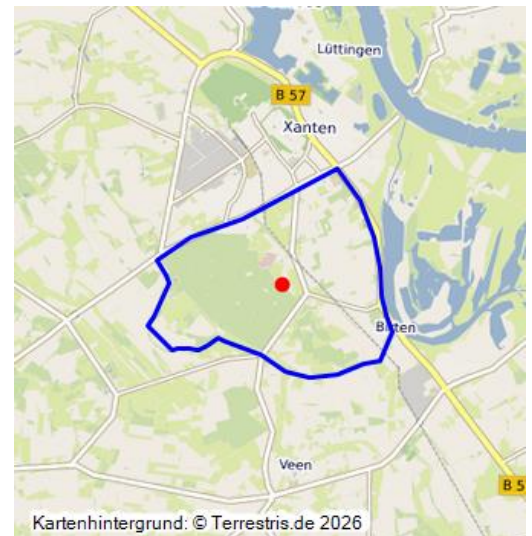 Lüttingen
B 57
Xanten
Birten
Veen
B 5
Kartenhintergrund: © Terrestris.de 2026